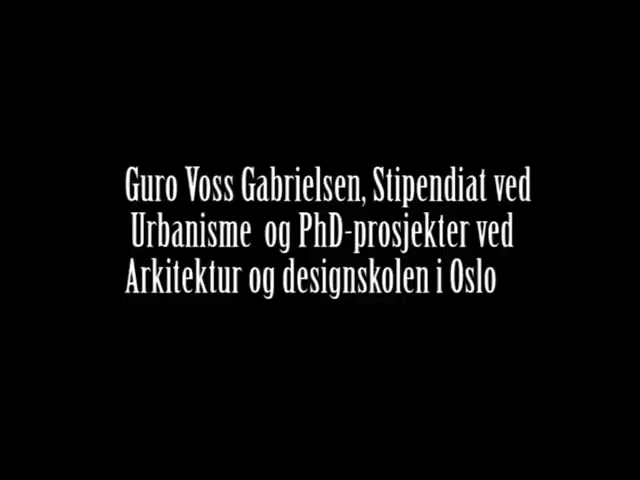 Guro Voss Gabrielsen, Stipendiat ved
Urbanisme og PhD-prosjekter ved
Arkitektur og designskolen i Oslo